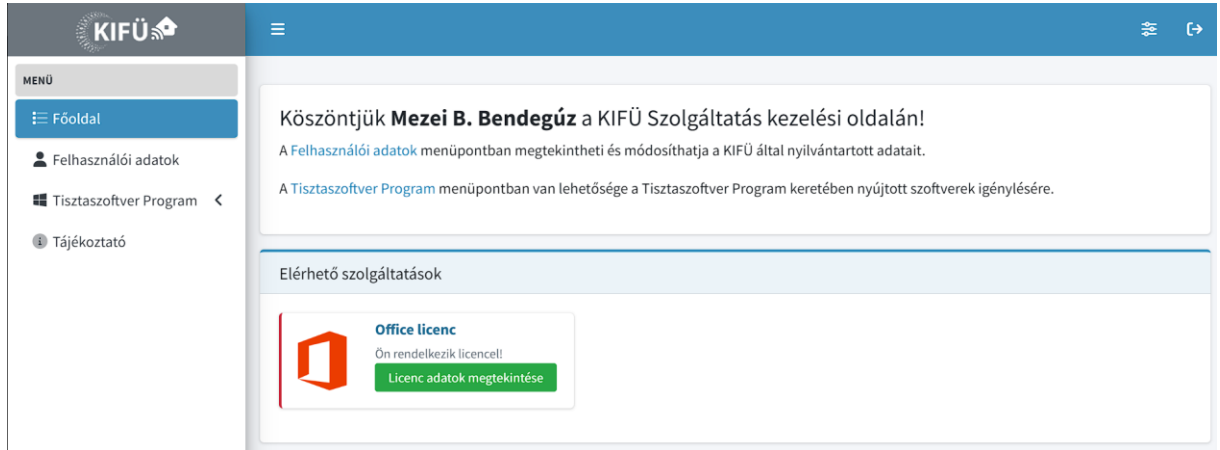 KIFÜ
MENÜ
Főoldal
Felhasználói adatok
Tisztaszoftver Program
Tájékoztató
Köszöntjük Mezei B. Bendegúz a KIFÜ Szolgáltatás kezelési oldalán!
A Felhasználói adatok menüpontban megtekintheti és módosíthatja a KIFÜ által nyilvántartott adatait.
A Tisztaszoftver Program menüpontban van lehetősége a Tisztaszoftver Program keretében nyújtott szoftverek igénylésére.
Elérhető szolgáltatások
Office licenc
Ön rendelkezik licencel!
Licenc adatok megtekintése